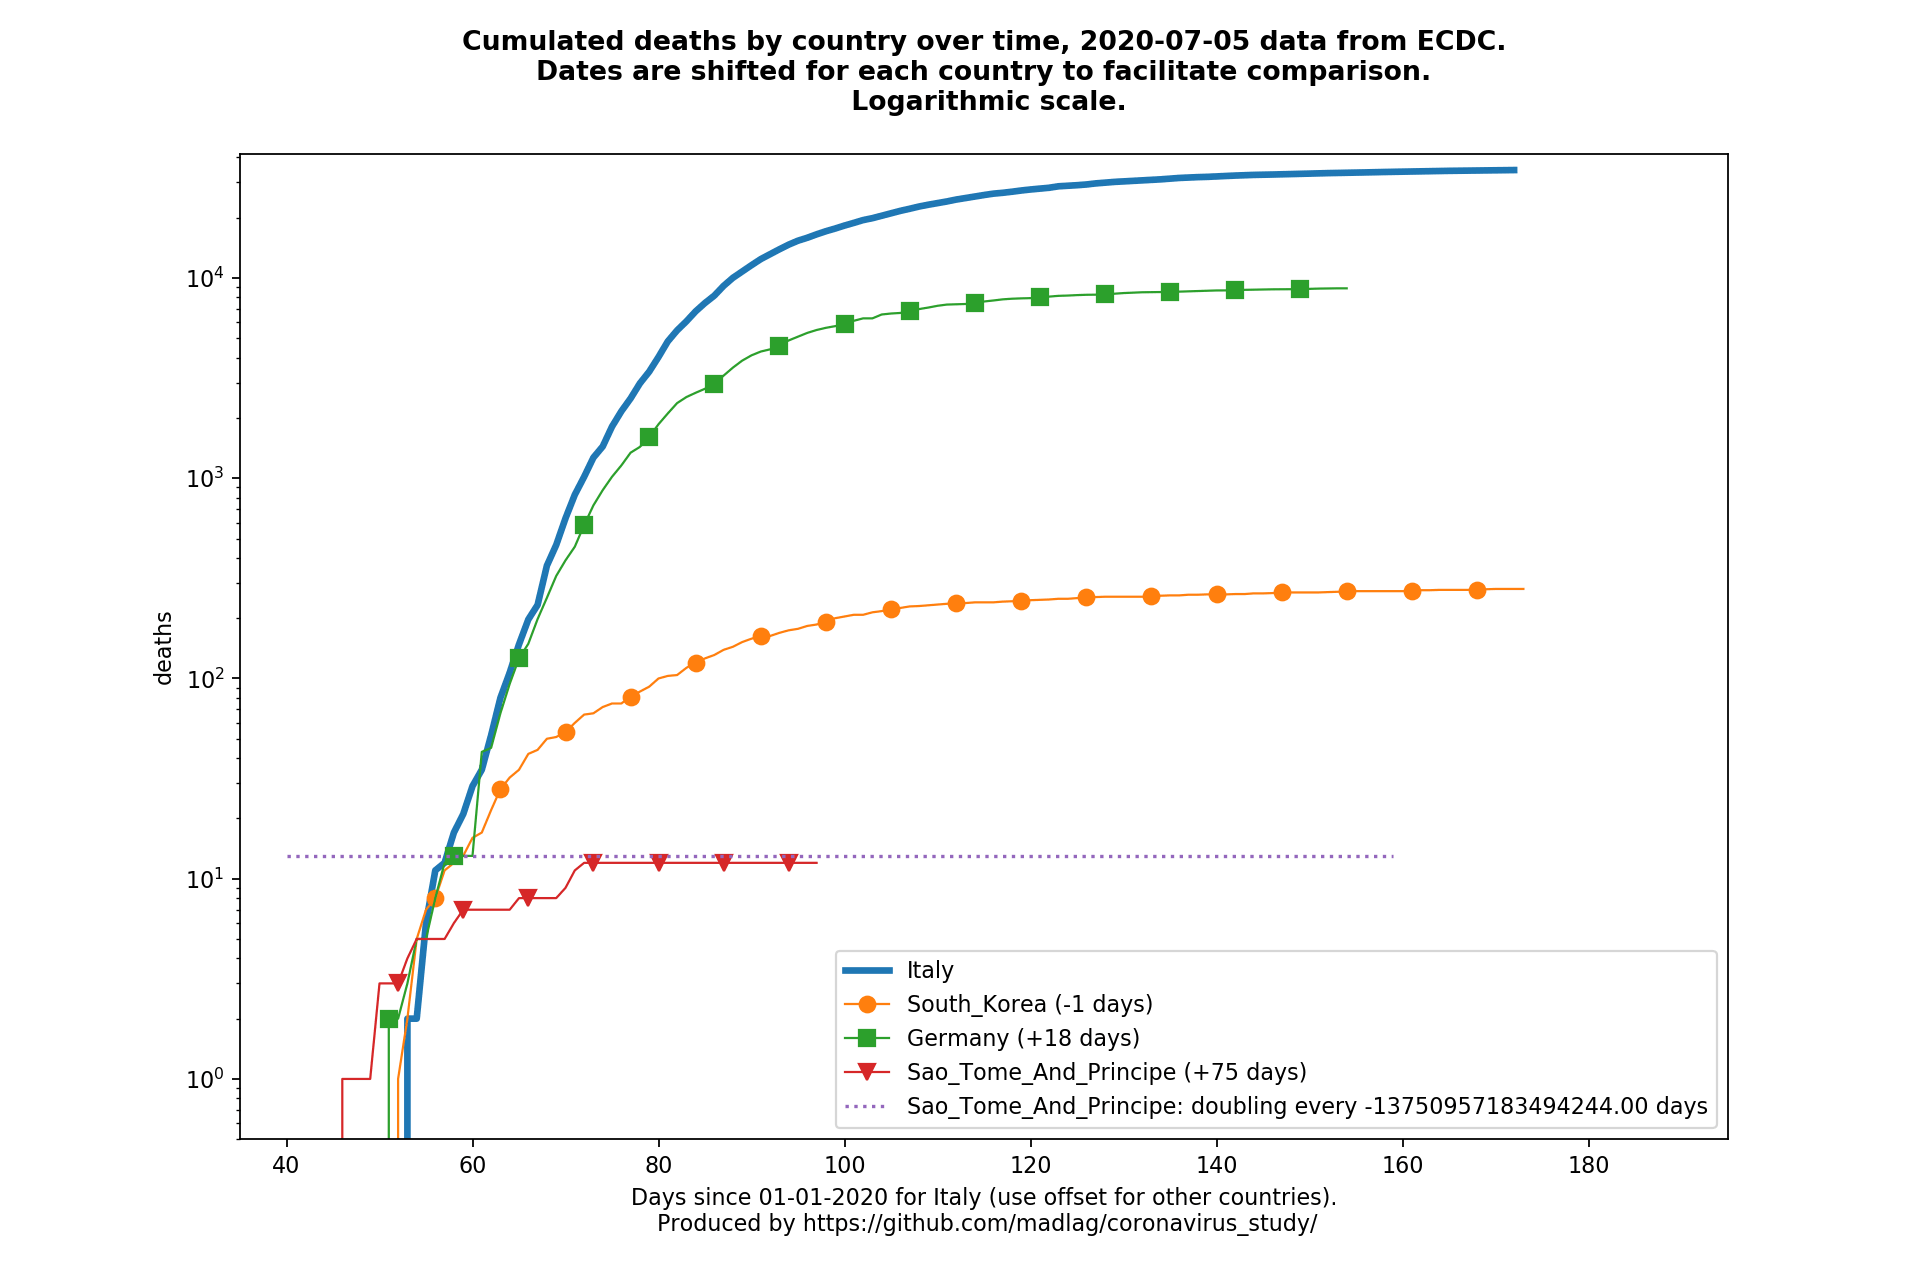 Cumulated deaths by country over time, 2020-07-05 data from ECDC.
Dates are shifted for each country to facilitate comparison.
Logarithmic scale.
10^4
10^3
10^2
10^1
10^0
deaths
Italy
South_Korea (-1 days)
Germany (+18 days)
Sao_Tome_And_Principe (+75 days)
Sao_Tome_And_Principe: doubling every -13750957183494244.00 days
40 60 80 100 120 140 160 180
Days since 01-01-2020 for Italy (use offset for other countries).
Produced by https://github.com/madlag/coronavirus_study/